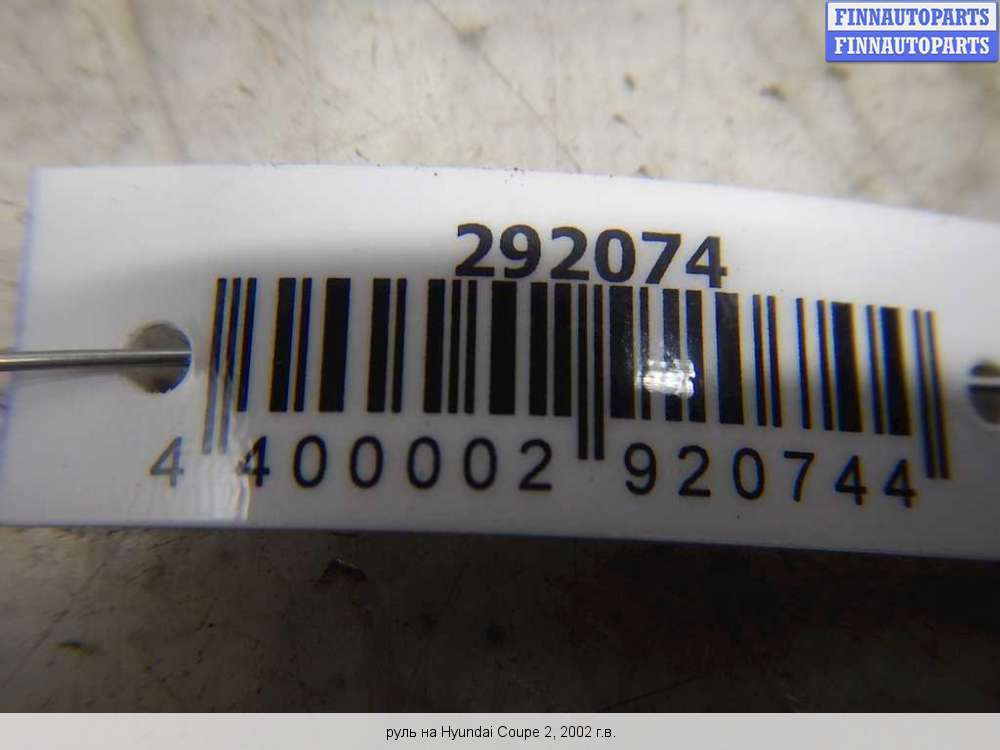 FINNAUTOPARTS
FINNAUTOPARTS
292074
4 400002 920744
руль на Hyundai Coupe 2, 2002 г.в.